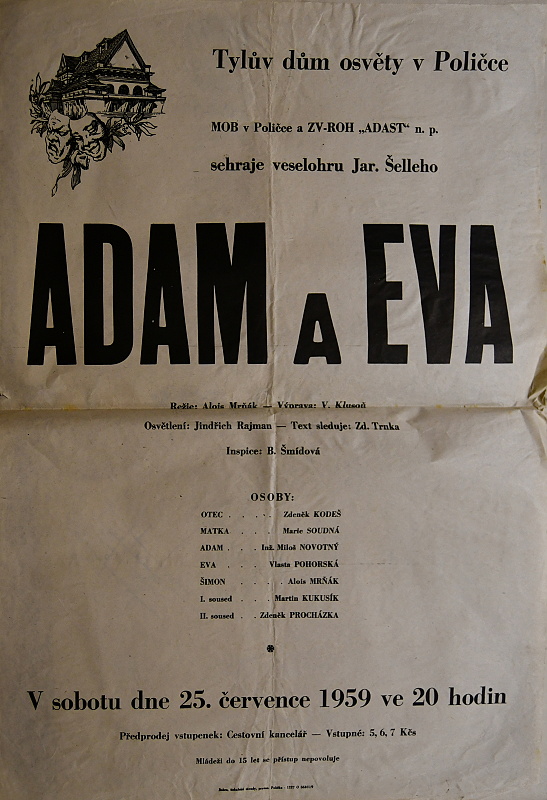 Tylův dům osvěty v Poličce
MOB v Poličce a ZV-ROH „ADAST“ n. p.
sehraje veselohru Jar. Šelleho
ADAM A EVA
Režie: Alois Mrňák — Výprava: V. Klusoň
Osvětlení: Jindřich Rajman — Text sleduje: Zd. Trnka
Inspice: B. Šmídová
OSOBY:
OTEC . . . . . Zdeněk KODEŠ
MATKA . . . . Marie SOUDNÁ
ADAM . . . Inž. Miloš NOVOTNÝ
EVA . . . Vlasta POHORSKÁ
ŠIMON . . . . Alois MRŇÁK
I. soused . . . Martin KUKUSÍK
II. soused . . Zdeněk PROCHÁZKA
V sobotu dne 25. července 1959 ve 20 hodin
Předprodej vstupenek: Cestovní kancelář — Vstupné: 5, 6, 7 Kčs
Mládeži do 15 let se přístup nepovoluje